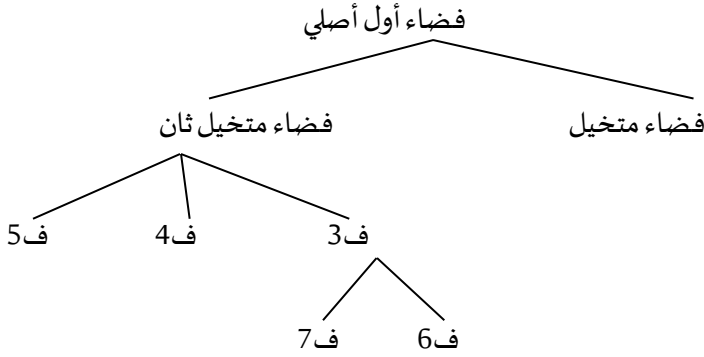 فضاء أول أصلي
فضاء متخيل
فضاء متخيل ثان
ف3
ف4
ف5
ف6
ف7